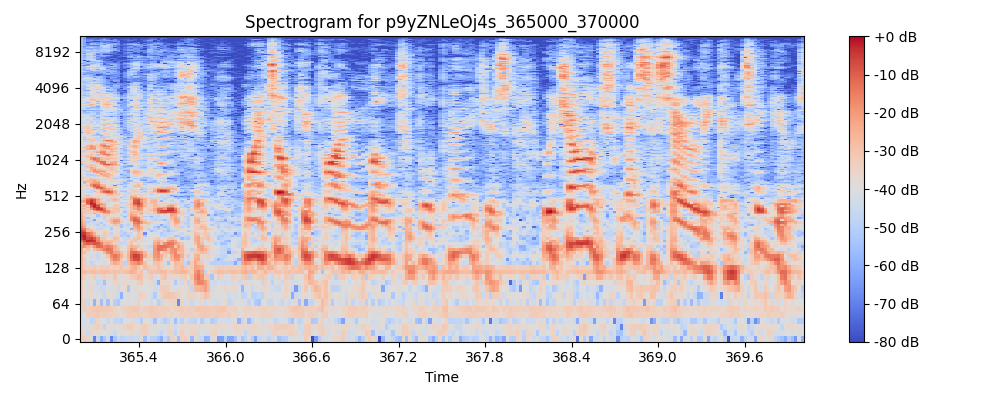 Spectrogram for p9yZNLeOj4s_365000_370000
Hz
8192
4096
2048
1024
512
256
128
64
0
365.4 366.0 366.6 367.2 367.8 368.4 369.0 369.6
Time
+0 dB
-10 dB
-20 dB
-30 dB
-40 dB
-50 dB
-60 dB
-70 dB
-80 dB